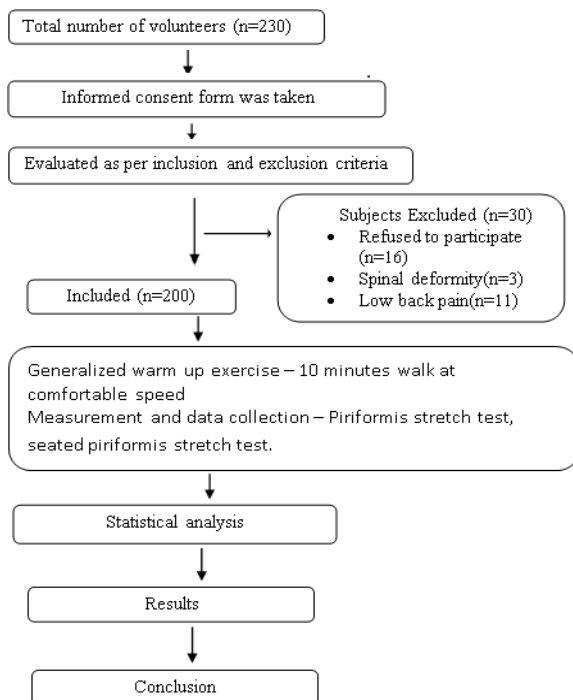 Total number of volunteers (n=230)
Informed consent form was taken
Evaluated as per inclusion and exclusion criteria
Subjects Excluded (n=30)
• Refused to participate
(n=16)
• Spinal deformity(n=3)
• Low back pain(n=11)
Included (n=200)
Generalized warm up exercise – 10 minutes walk at
comfortable speed
Measurement and data collection – Piriformis stretch test,
seated piriformis stretch test.
Statistical analysis
Results
Conclusion